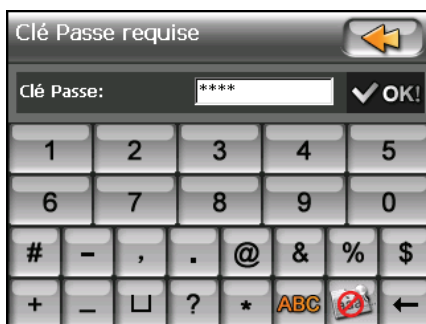 Clé Passe requise
Clé Passe: **** OK!
1 2 3 4 5
6 7 8 9 0
# - , . @ & % $
+ _ ? * ABC